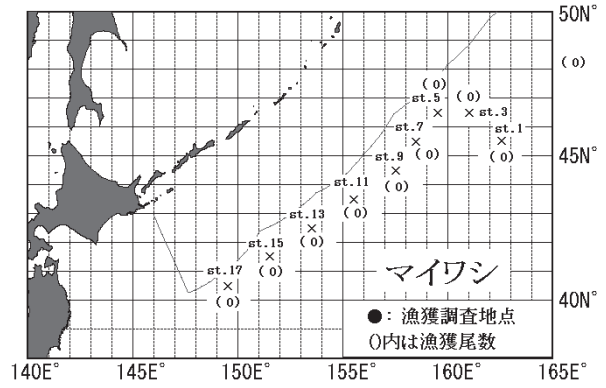 50N°
(0)
(0) (0)
st.5 st.3
st.7 st.1
(0) (0)
st.9
45N°
st.11 (0)
st.13 (0)
st.15 (0)
(0)
st.17
マイワシ
(0)
●：漁獲調査地点
()内は漁獲尾数
40N°
140E° 145E° 150E° 155E° 160E° 165E°